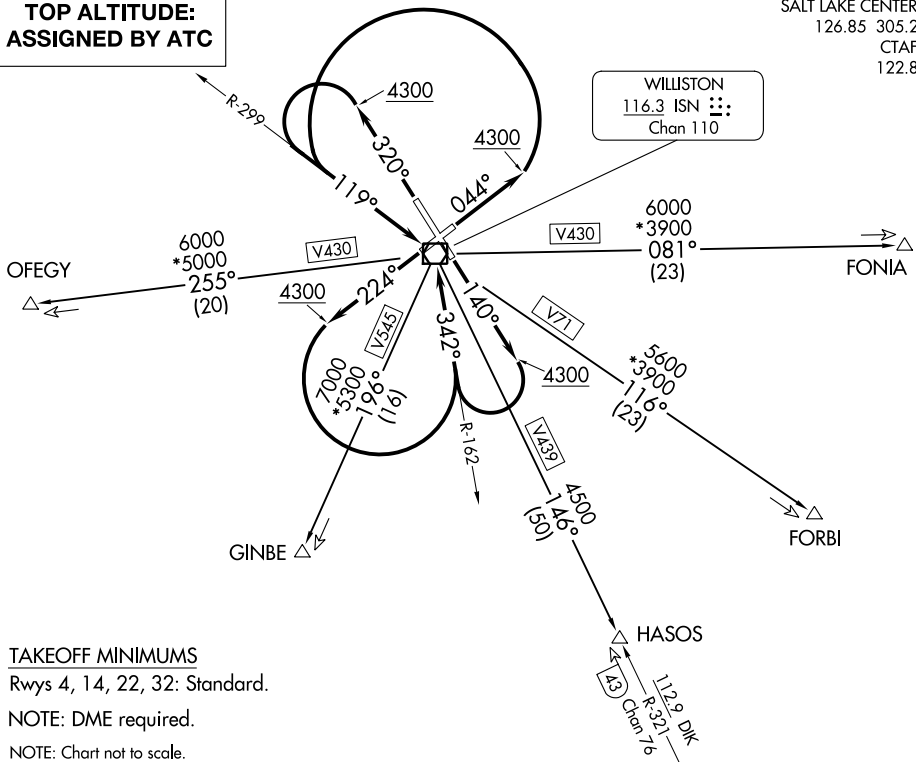 TOP ALTITUDE:
ASSIGNED BY ATC
SALT LAKE CENTER
126.85 305.2
CTAF
122.8
WILLISTON
116.3 ISN
Chan 110
R-299
4300
320°
119°
4300
044°
6000
*5000
255°
(20)
V430
OFEGY
V430
6000
*3900
081°
(23)
FONIA
4300
224°
V545
7000
*5300
196°
(16)
GINBE
342°
R-162
140°
4300
V71
5600
*3900
116°
(23)
FORBI
V439
4500
146°
(50)
HASOS
112.9 DIK
R-321
43
Chan 76
TAKEOFF MINIMUMS
Rwys 4, 14, 22, 32: Standard.
NOTE: DME required.
NOTE: Chart not to scale.